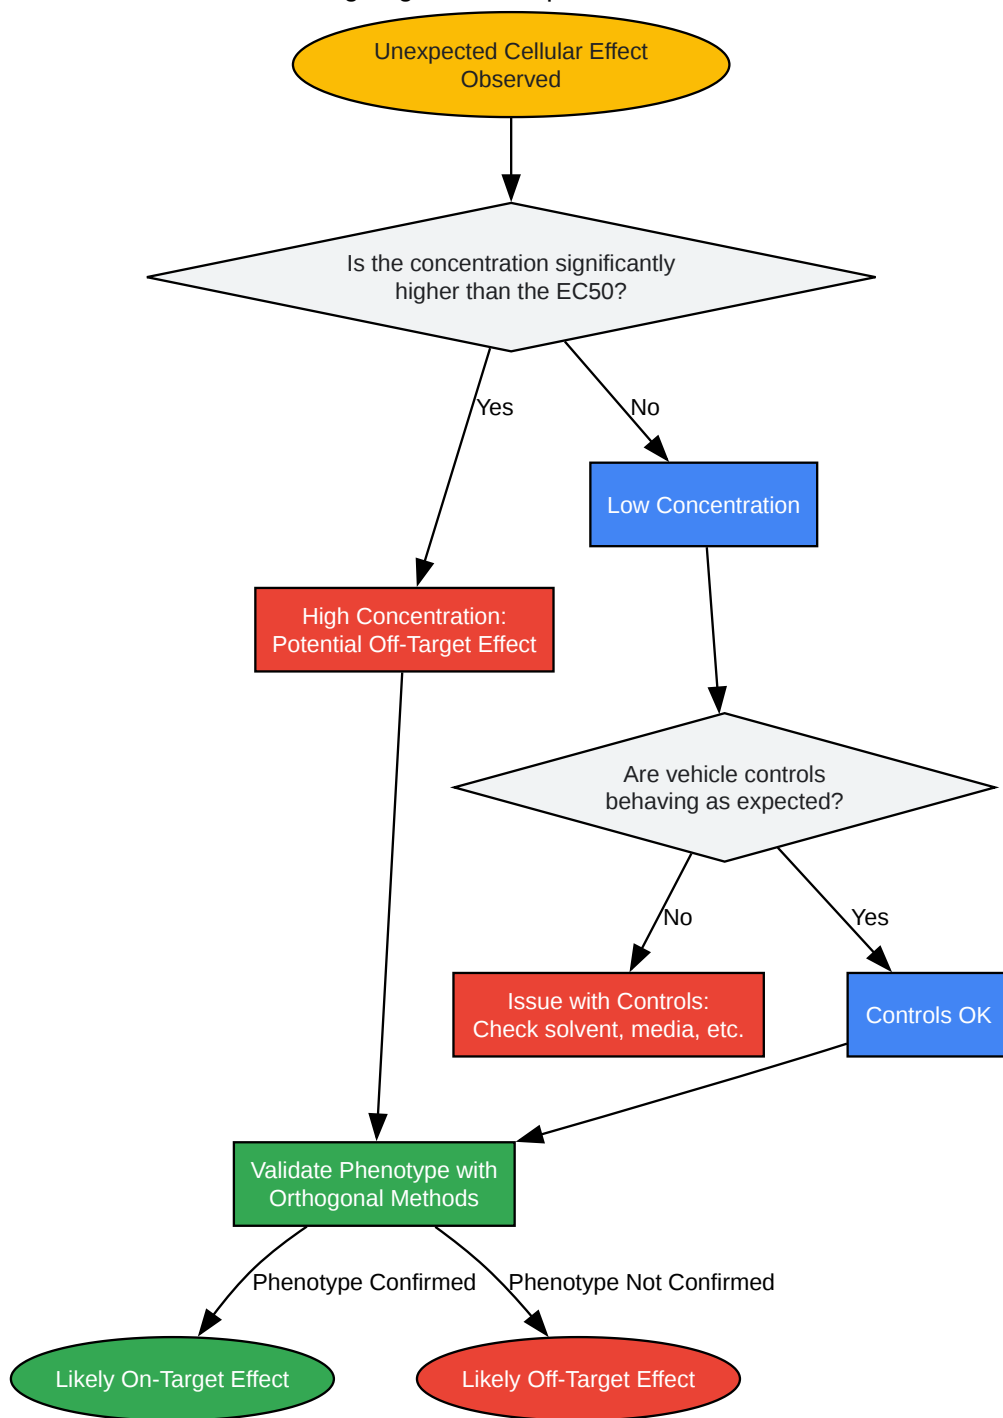 Unexpected Cellular Effect
Observed
Is the concentration significantly
higher than the EC50?
Yes
No
Low Concentration
High Concentration:
Potential Off-Target Effect
Are vehicle controls
behaving as expected?
No
Yes
Issue with Controls:
Check solvent, media, etc.
Controls OK
Validate Phenotype with
Orthogonal Methods
Phenotype Confirmed
Phenotype Not Confirmed
Likely On-Target Effect
Likely Off-Target Effect